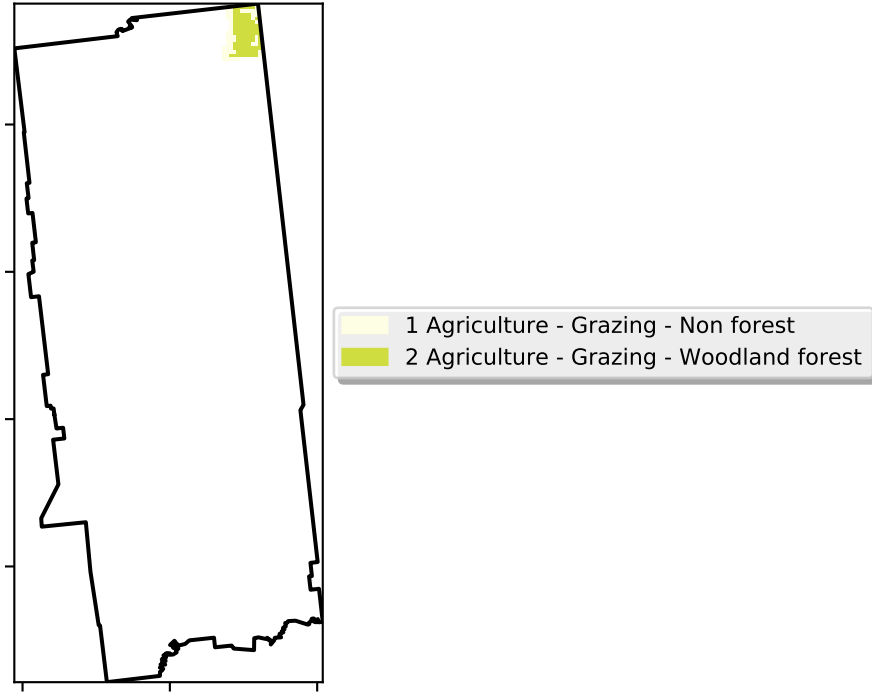 1 Agriculture - Grazing - Non forest
2 Agriculture - Grazing - Woodland forest